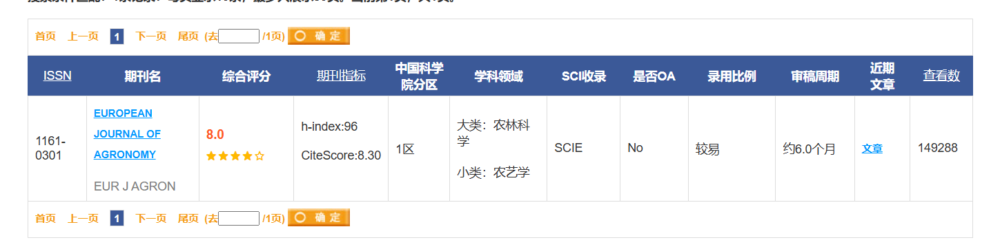 首页 上一页 1 下一页 尾页 (去 /1页) 确定
ISSN 期刊名 综合评分 期刊指标 中国科学院分区 学科领域 SCI收录 是否OA 录用比例 审稿周期 近期文章 查看数
1161-
0301
EUROPEAN
JOURNAL OF
AGRONOMY
EUR J AGRON
8.0
h-index:96
CiteScore:8.30
1区
大类：农林科
学
小类：农艺学
SCIE
No
较易
约6.0个月
文章
149288
首页 上一页 1 下一页 尾页 (去 /1页) 确定